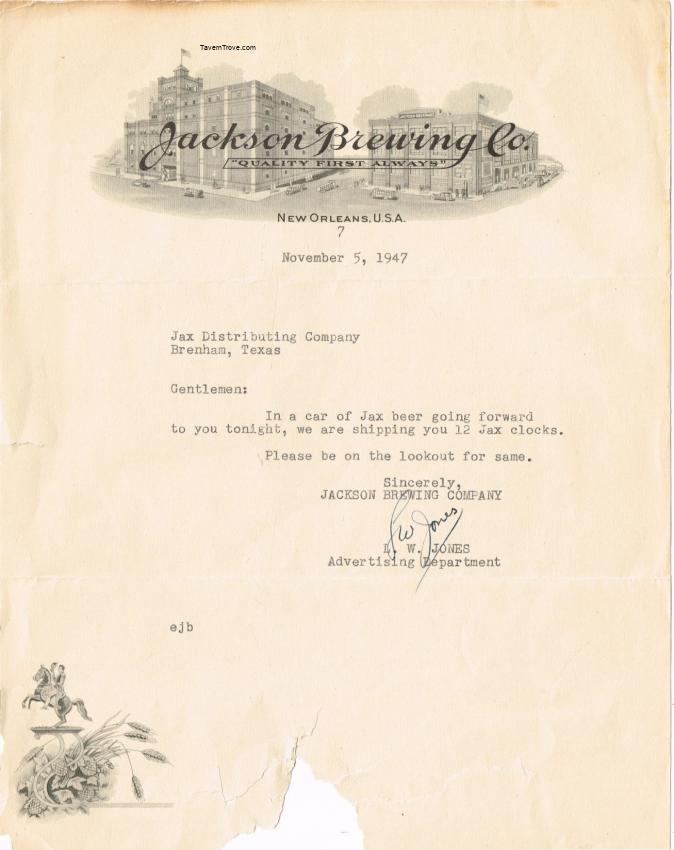 TavernTrove.com
Jackson Brewing Co.
"QUALITY FIRST ALWAYS"
NEW ORLEANS, U.S.A.
7
November 5, 1947
Jax Distributing Company
Brenham, Texas
Gentlemen:
In a car of Jax beer going forward
to you tonight, we are shipping you 12 Jax clocks.
Please be on the lookout for same.
Sincerely,
JACKSON BREWING COMPANY
LW Jones
L. W. JONES
Advertising Department
ejb